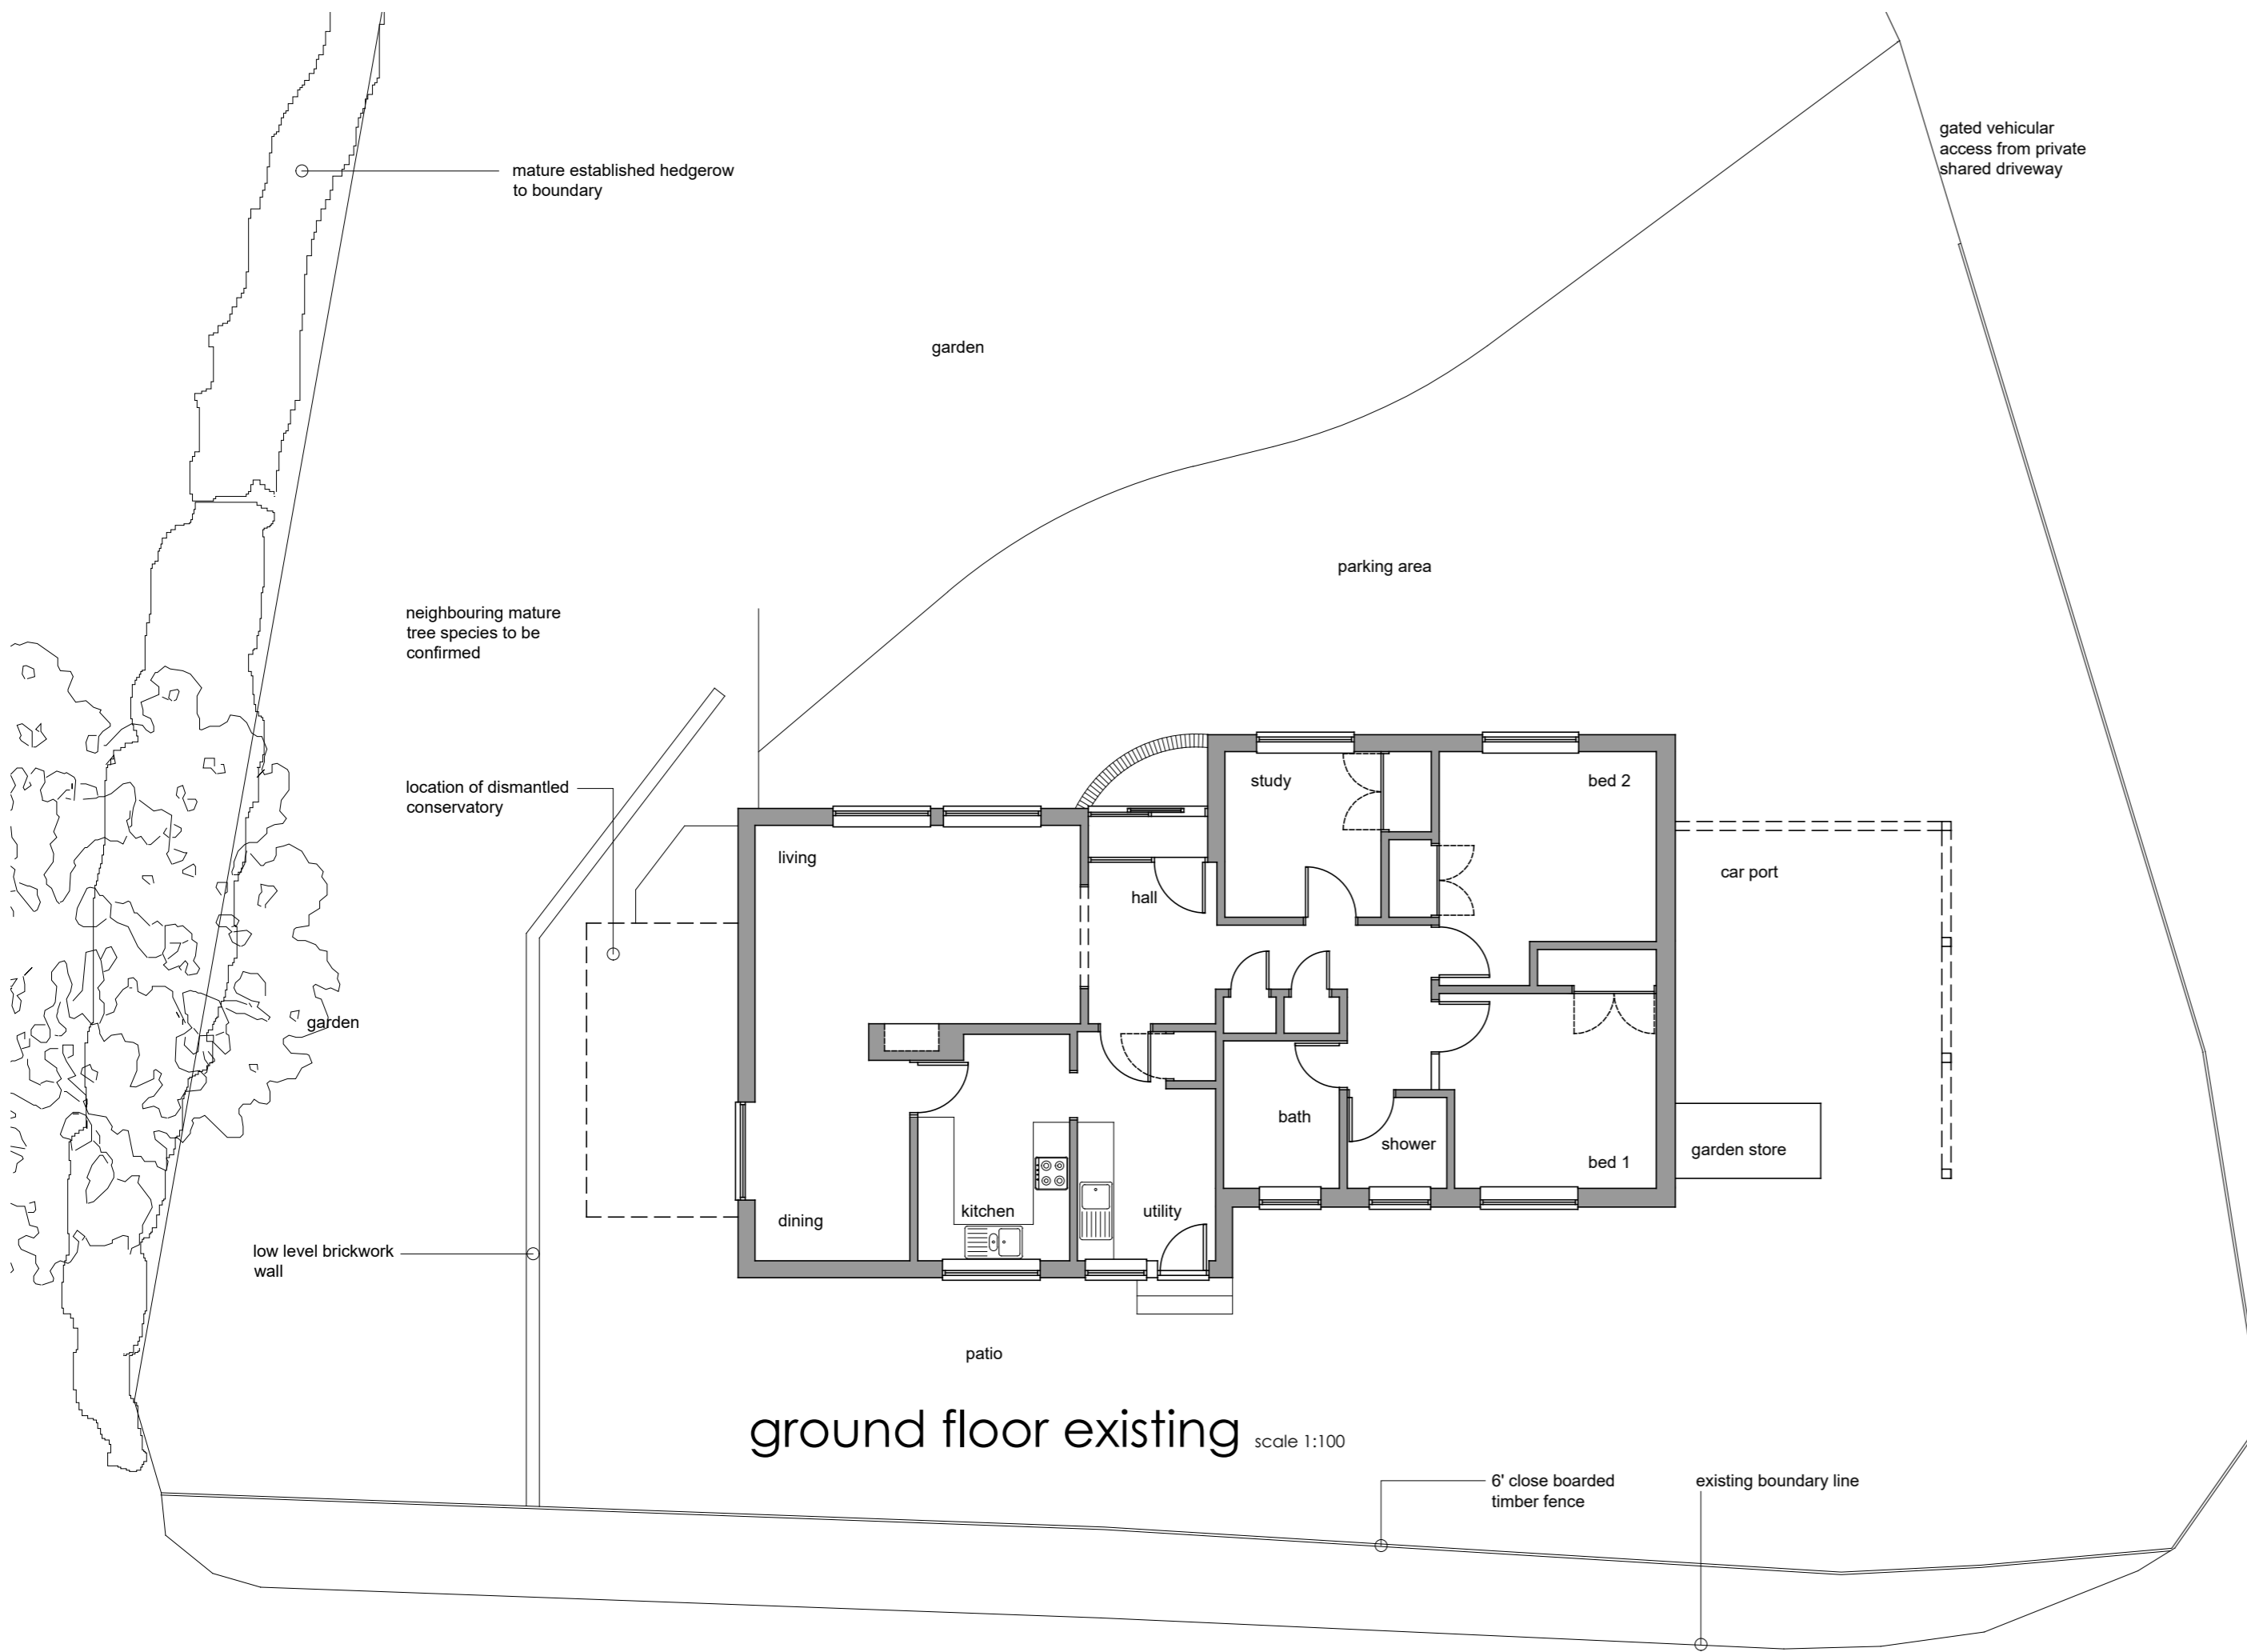 gated vehicular
access from private
shared driveway
mature established hedgerow
to boundary
garden
parking area
neighbouring mature
tree species to be
confirmed
location of dismantled
conservatory
study
bed 2
living
car port
hall
garden
bath
shower
garden store
bed 1
kitchen
utility
dining
low level brickwork
wall
patio
ground floor existing scale 1:100
6' close boarded
timber fence
existing boundary line